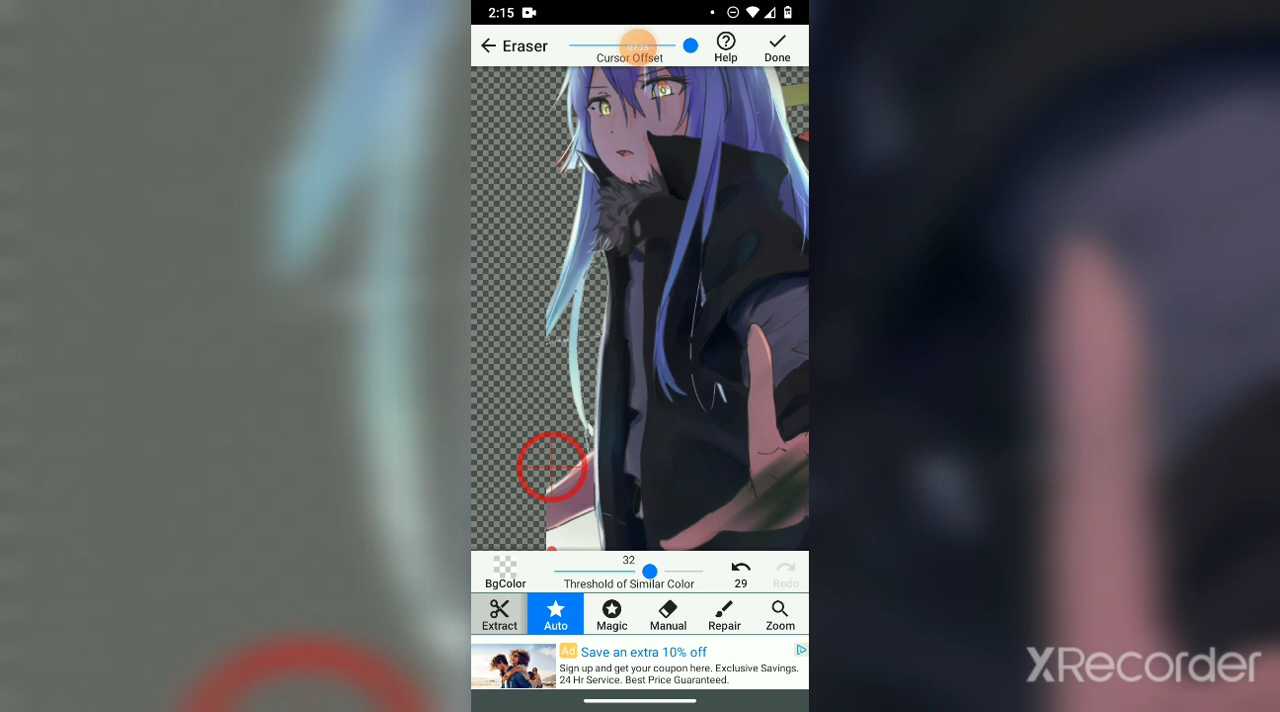 2:15
Eraser
07:25
Cursor Offset
Help
Done
32
BgColor
Threshold of Similar Color
29
Redo
Extract
Auto
Magic
Manual
Repair
Zoom
Ad Save an extra 10% off
Sign up and get your coupon here. Exclusive Savings.
24 Hr Service. Best Price Guaranteed.
XRecorder